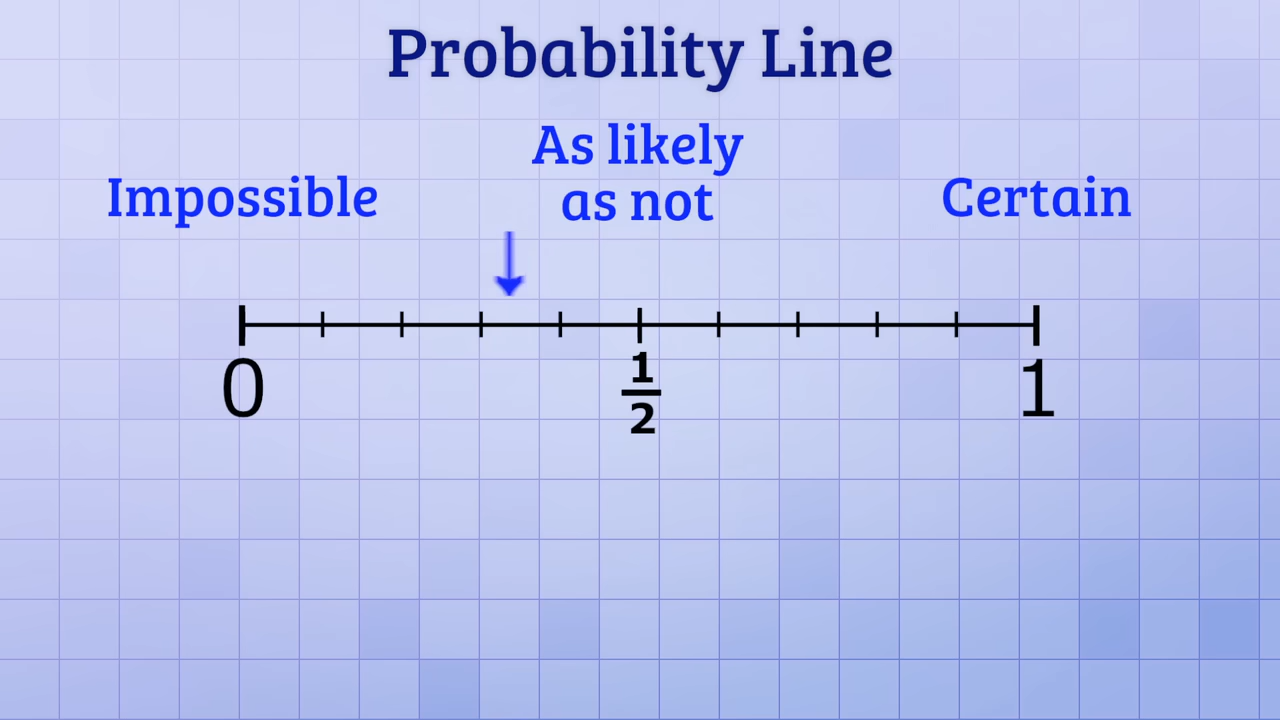 Probability Line
As likely
as not
Impossible
Certain
0
1
2
1